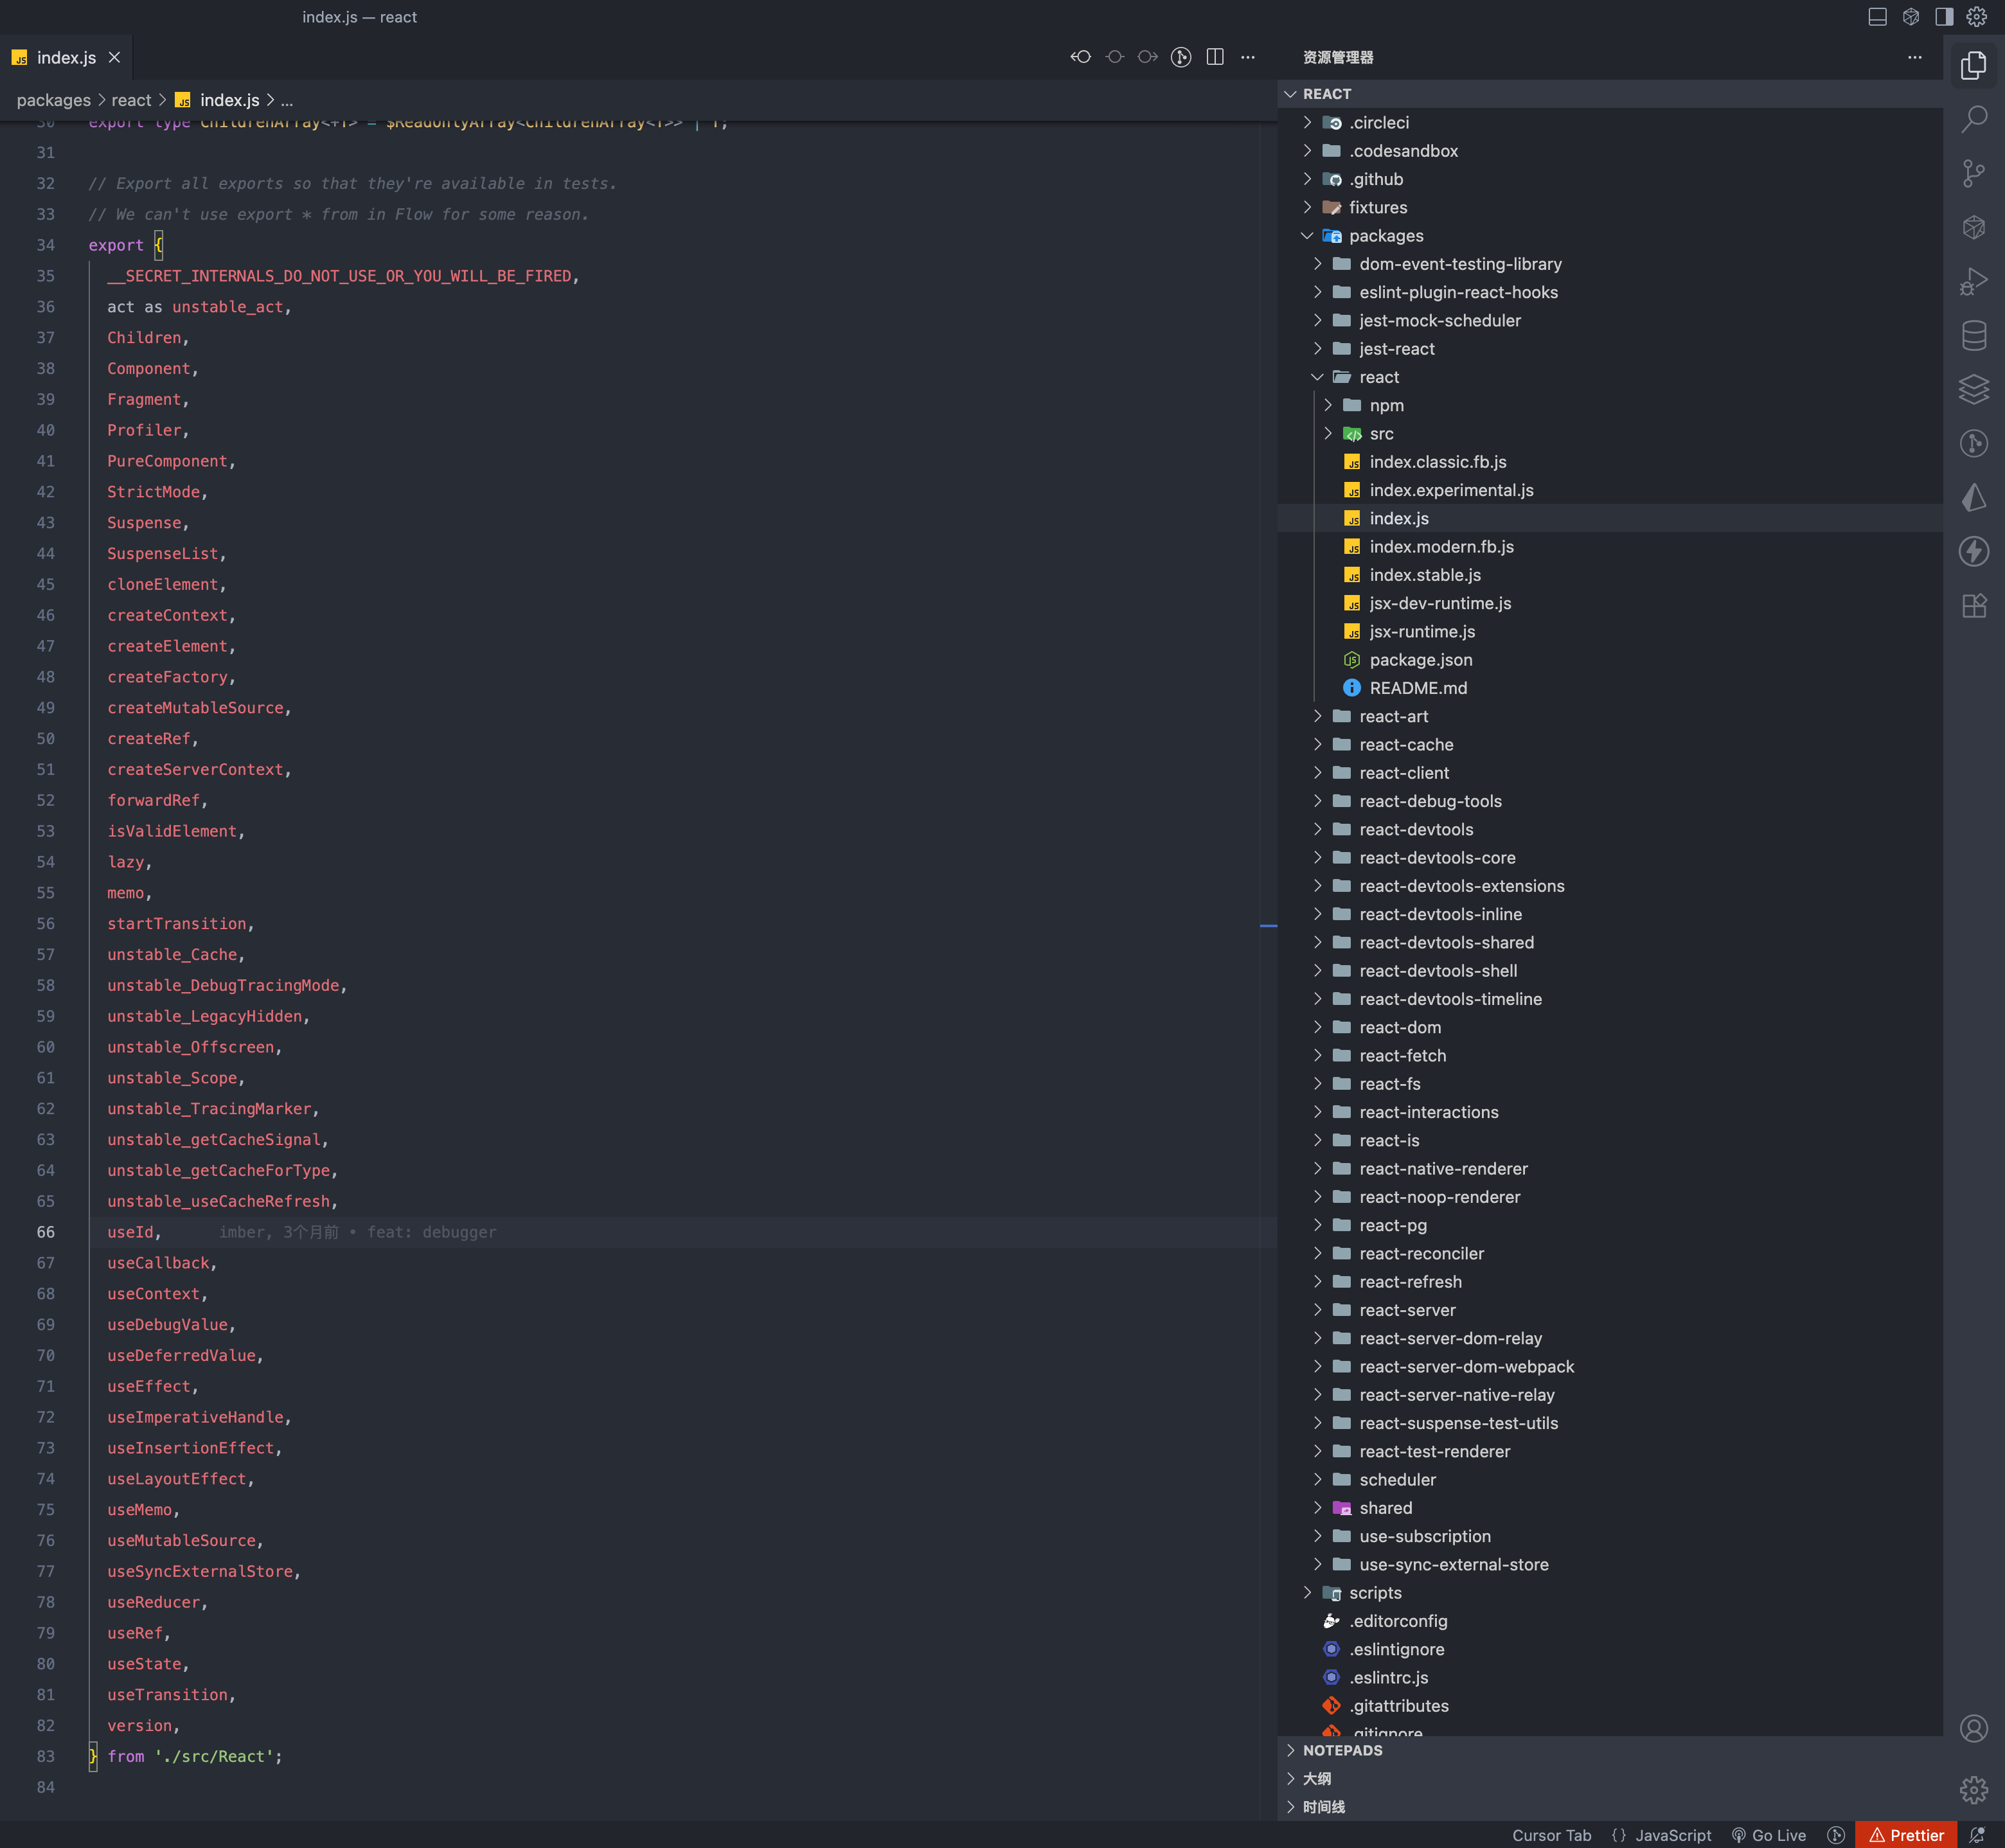 index.js — react
index.js
packages > react > index.js > ...
30 export type ChildrenArray<+T> = $ReadOnlyArray<ChildrenArray<T>> | T;
31
32 // Export all exports so that they're available in tests.
33 // We can't use export * from in Flow for some reason.
34 export {
35 __SECRET_INTERNALS_DO_NOT_USE_OR_YOU_WILL_BE_FIRED,
36 act as unstable_act,
37 Children,
38 Component,
39 Fragment,
40 Profiler,
41 PureComponent,
42 StrictMode,
43 Suspense,
44 SuspenseList,
45 cloneElement,
46 createContext,
47 createElement,
48 createFactory,
49 createMutableSource,
50 createRef,
51 createServerContext,
52 forwardRef,
53 isValidElement,
54 lazy,
55 memo,
56 startTransition,
57 unstable_Cache,
58 unstable_DebugTracingMode,
59 unstable_LegacyHidden,
60 unstable_Offscreen,
61 unstable_Scope,
62 unstable_TracingMarker,
63 unstable_getCacheSignal,
64 unstable_getCacheForType,
65 unstable_useCacheRefresh,
66 useId, imber, 3个月前 • feat: debugger
67 useCallback,
68 useContext,
69 useDebugValue,
70 useDeferredValue,
71 useEffect,
72 useImperativeHandle,
73 useInsertionEffect,
74 useLayoutEffect,
75 useMemo,
76 useMutableSource,
77 useSyncExternalStore,
78 useReducer,
79 useRef,
80 useState,
81 useTransition,
82 version,
83 } from './src/React';
84
资源管理器
REACT
.circleci
.codesandbox
.github
fixtures
packages
dom-event-testing-library
eslint-plugin-react-hooks
jest-mock-scheduler
jest-react
react
npm
src
index.classic.fb.js
index.experimental.js
index.js
index.modern.fb.js
index.stable.js
jsx-dev-runtime.js
jsx-runtime.js
package.json
README.md
react-art
react-cache
react-client
react-debug-tools
react-devtools
react-devtools-core
react-devtools-extensions
react-devtools-inline
react-devtools-shared
react-devtools-shell
react-devtools-timeline
react-dom
react-fetch
react-fs
react-interactions
react-is
react-native-renderer
react-noop-renderer
react-pg
react-reconciler
react-refresh
react-server
react-server-dom-relay
react-server-dom-webpack
react-server-native-relay
react-suspense-test-utils
react-test-renderer
scheduler
shared
use-subscription
use-sync-external-store
scripts
.editorconfig
.eslintignore
.eslintrc.js
.gitattributes
.gitignore
NOTEPADS
大纲
时间线
Cursor Tab {} JavaScript Go Live Prettier